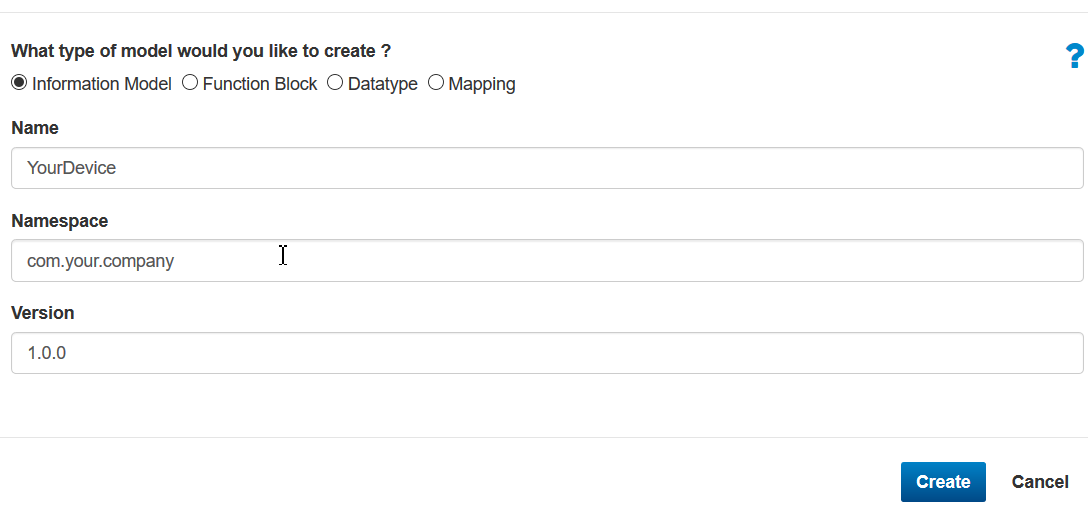 What type of model would you like to create ?
?
Information Model Function Block Datatype Mapping
Name
YourDevice
Namespace
com.your.company
Version
1.0.0
Create Cancel